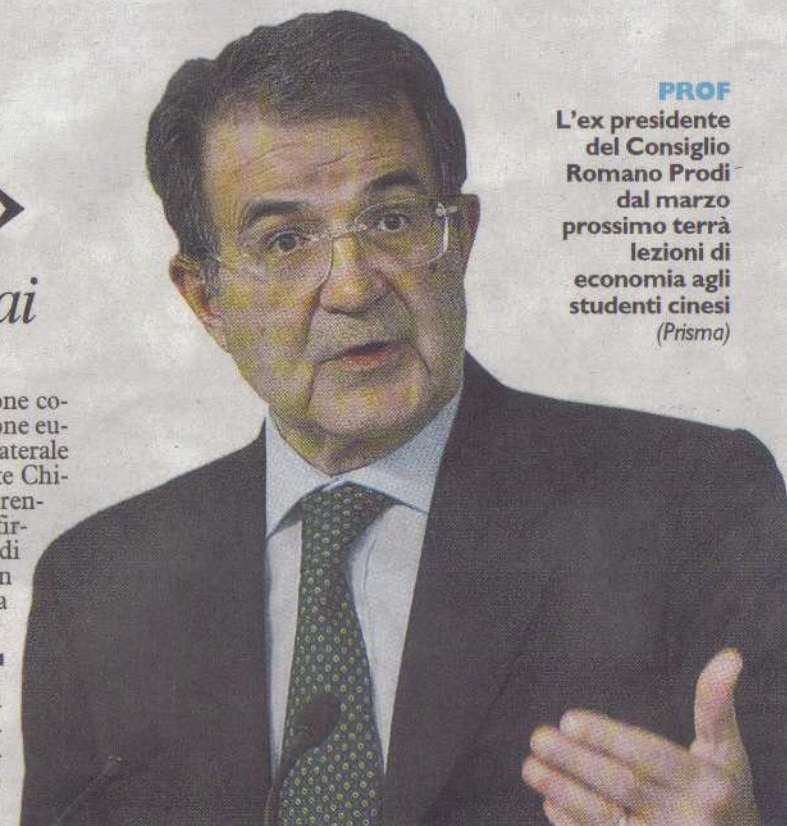 PROF
L'ex presidente
del Consiglio
Romano Prodi
dal marzo
prossimo terrà
lezioni di
economia agli
studenti cinesi
(Prisma)
ai
one co-
one eu-
aterale
te Chi-
ren-
fir-
di
n
a